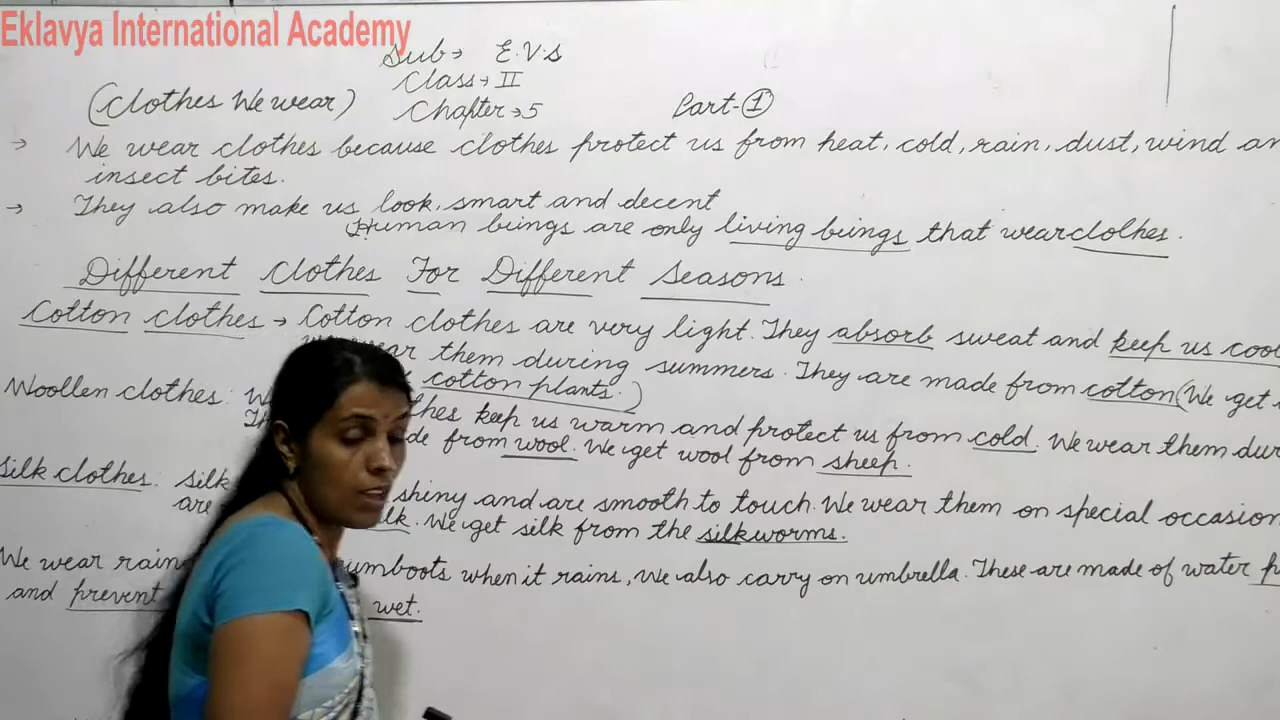 Eklavya International Academy
Sub→ E.V.S
Class→ II
(Clothes We wear) Chapter→5 Part-①
→ We wear clothes because clothes protect us from heat, cold, rain, dust, wind an
insect bites.
→ They also make us look, smart and decent
Human beings are only living beings that wear clothes.
Different Clothes For Different Seasons.
Cotton clothes → Cotton clothes are very light. They absorb sweat and keep us cool
them during summers. They are made from cotton (We get
cotton plants.)
Woollen clothes: keep us warm and protect us from cold. We wear them dur
from wool. We get wool from sheep.
Silk clothes: Silk shiny and are smooth to touch. We wear them on special occasion
are We get silk from the silkworms.
We wear rain umboots when it rains, We also carry on umbrella. These are made of water p
and prevent wet.